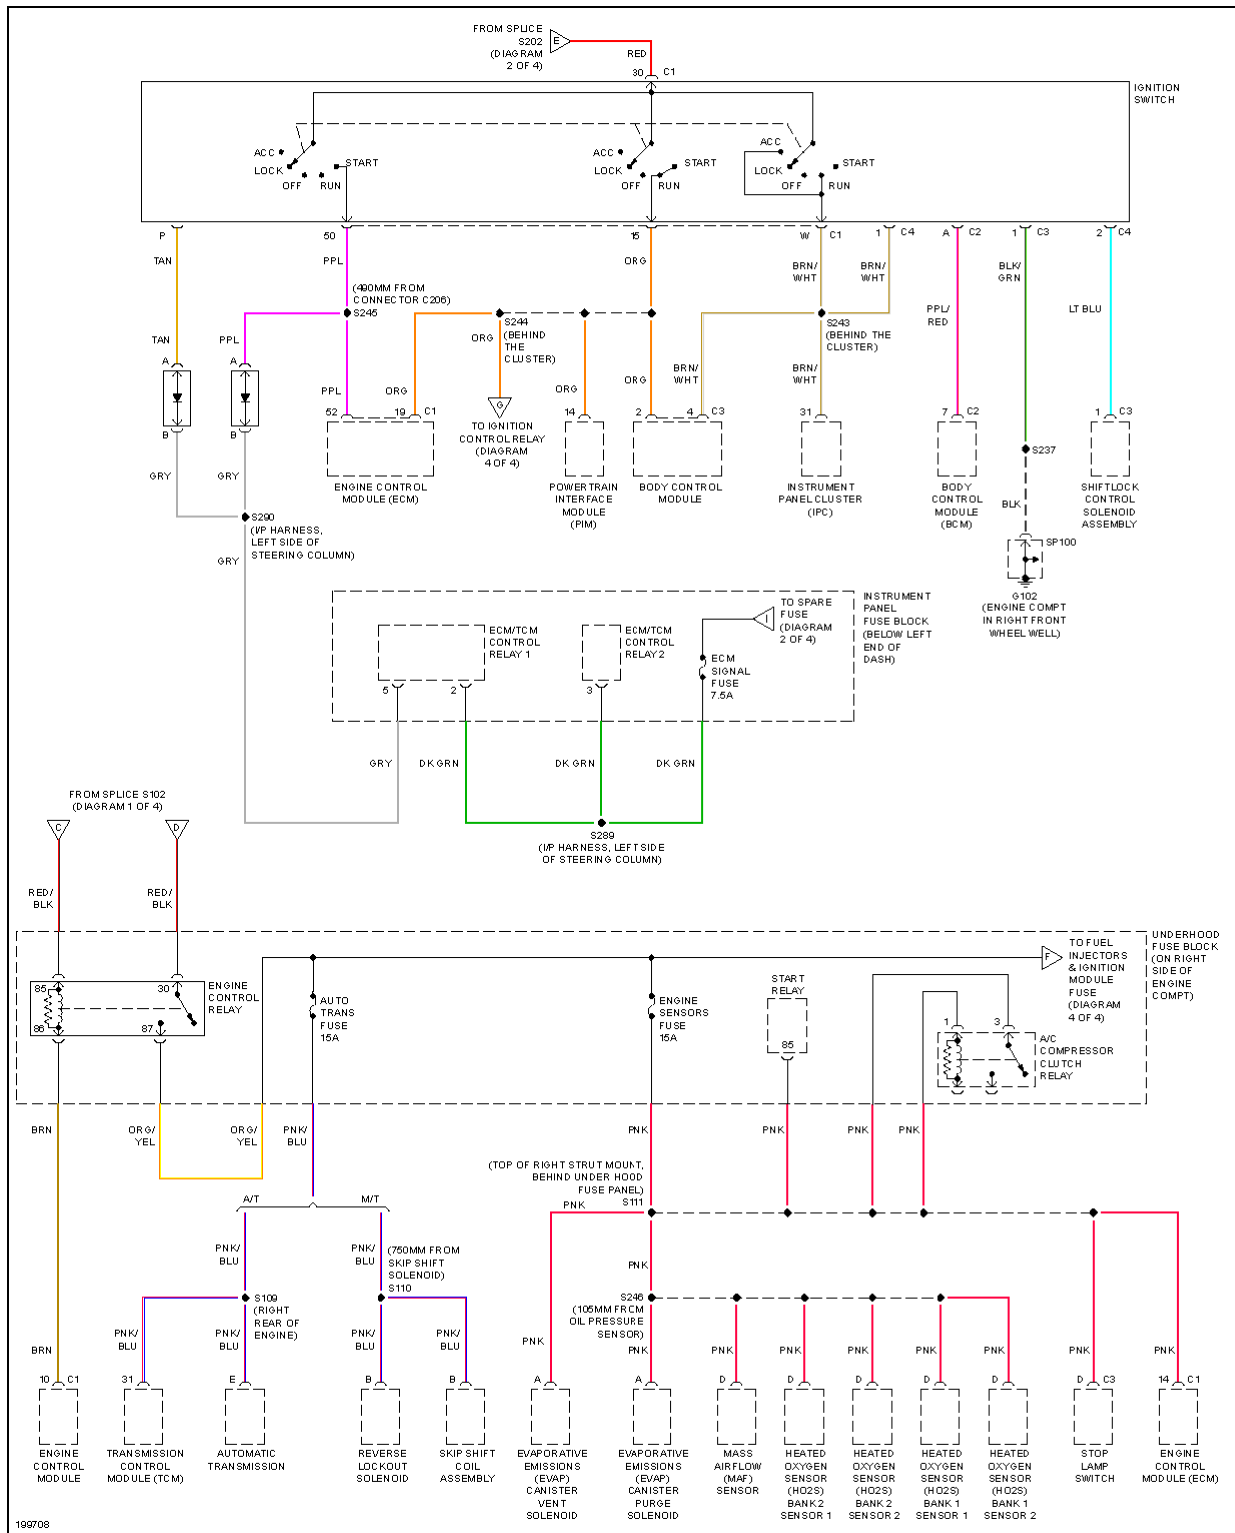 FROM SPLICE
S202
(DIAGRAM
2 OF 4)
E
RED
30 C1
IGNITION
SWITCH
ACC
LOCK
OFF
RUN
START
ACC
LOCK
OFF
RUN
START
ACC
LOCK
OFF
RUN
START
P
50
15
W C1
1 C4
A C2
1 C3
2 C4
TAN
PPL
ORG
BRN/
WHT
BRN/
WHT
BLK/
GRN
(490MM FROM
CONNECTOR C206)
S245
S244
(BEHIND
THE
CLUSTER)
S243
(BEHIND THE
CLUSTER)
PPL/
RED
LT BLU
TAN
PPL
ORG
A
A
PPL
ORG
ORG
ORG
BRN/
WHT
BRN/
WHT
52
19 C1
G
14
2
4 C3
31
7 C2
1 C3
B
B
TO IGNITION
CONTROL RELAY
(DIAGRAM
4 OF 4)
S237
GRY
GRY
ENGINE CONTROL
MODULE (ECM)
POWERTRAIN
INTERFACE
MODULE
(PIM)
BODY CONTROL
MODULE
INSTRUMENT
PANEL CLUSTER
(IPC)
BODY
CONTROL
MODULE
(BCM)
BLK
SHIFTLOCK
CONTROL
SOLENOID
ASSEMBLY
S290
(I/P HARNESS,
LEFT SIDE OF
STEERING COLUMN)
GRY
SP100
G102
(ENGINE COMPT
IN RIGHT FRONT
WHEEL WELL)
ECM/TCM
CONTROL
RELAY 1
ECM/TCM
CONTROL
RELAY 2
TO SPARE
FUSE
(DIAGRAM
2 OF 4)
I
INSTRUMENT
PANEL
FUSE BLOCK
(BELOW LEFT
END OF
DASH)
ECM
SIGNAL
FUSE
7.5A
5
2
3
GRY
DK GRN
DK GRN
DK GRN
S289
(I/P HARNESS, LEFT SIDE
OF STEERING COLUMN)
FROM SPLICE S102
(DIAGRAM 1 OF 4)
C
D
RED/
BLK
RED/
BLK
TO FUEL
INJECTORS
& IGNITION
MODULE
FUSE
(DIAGRAM
4 OF 4)
F
UNDERHOOD
FUSE BLOCK
(ON RIGHT
SIDE OF
ENGINE
COMPT)
85
30
86
87
ENGINE
CONTROL
RELAY
AUTO
TRANS
FUSE
15A
ENGINE
SENSORS
FUSE
15A
START
RELAY
85
1
3
A/C
COMPRESSOR
CLUTCH
RELAY
BRN
ORG/
YEL
ORG/
YEL
PNK/
BLU
PNK
PNK
PNK
PNK
(TOP OF RIGHT STRUT MOUNT,
BEHIND UNDER HOOD
FUSE PANEL)
S111
A/T
M/T
PNK
PNK/
BLU
PNK/
BLU
(750MM FROM
SKIP SHIFT
SOLENOID)
S110
PNK
S109
(RIGHT
REAR OF
ENGINE)
S246
(105MM FROM
OIL PRESSURE
SENSOR)
BRN
PNK/
BLU
PNK/
BLU
PNK/
BLU
PNK/
BLU
PNK
PNK
PNK
PNK
PNK
PNK
PNK
PNK
PNK
10 C1
31
E
B
B
A
A
D
D
D
D
D
D C3
14 C1
ENGINE
CONTROL
MODULE
TRANSMISSION
CONTROL
MODULE (TCM)
AUTOMATIC
TRANSMISSION
REVERSE
LOCKOUT
SOLENOID
SKIP SHIFT
COIL
ASSEMBLY
EVAPORATIVE
EMISSIONS
(EVAP)
CANISTER
VENT
SOLENOID
EVAPORATIVE
EMISSIONS
(EVAP)
CANISTER
PURGE
SOLENOID
MASS
AIRFLOW
(MAF)
SENSOR
HEATED
OXYGEN
SENSOR
(HO2S)
BANK 2
SENSOR 1
HEATED
OXYGEN
SENSOR
(HO2S)
BANK 2
SENSOR 2
HEATED
OXYGEN
SENSOR
(HO2S)
BANK 1
SENSOR 1
HEATED
OXYGEN
SENSOR
(HO2S)
BANK 1
SENSOR 2
STOP
LAMP
SWITCH
ENGINE
CONTROL
MODULE (ECM)
199708